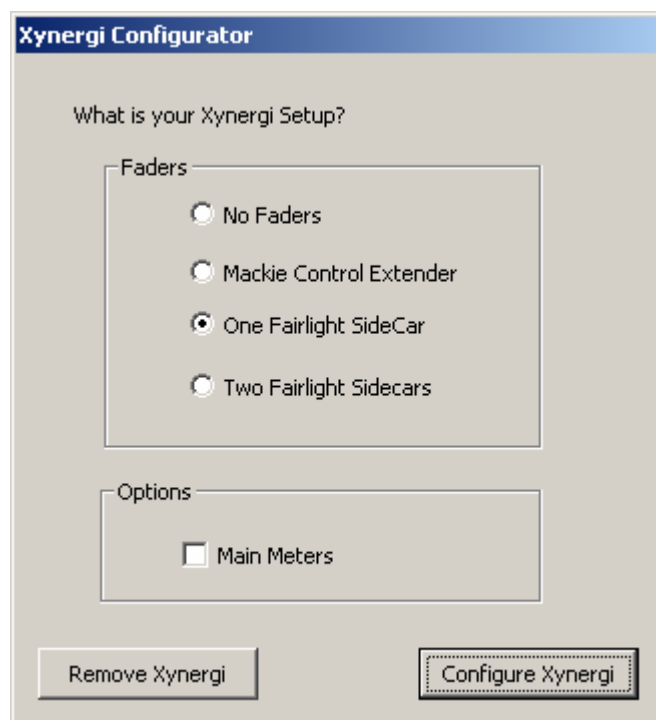 Xynergi Configurator
What is your Xynergi Setup?
Faders
No Faders
Mackie Control Extender
One Fairlight SideCar
Two Fairlight Sidecars
Options
Main Meters
Remove Xynergi
Configure Xynergi